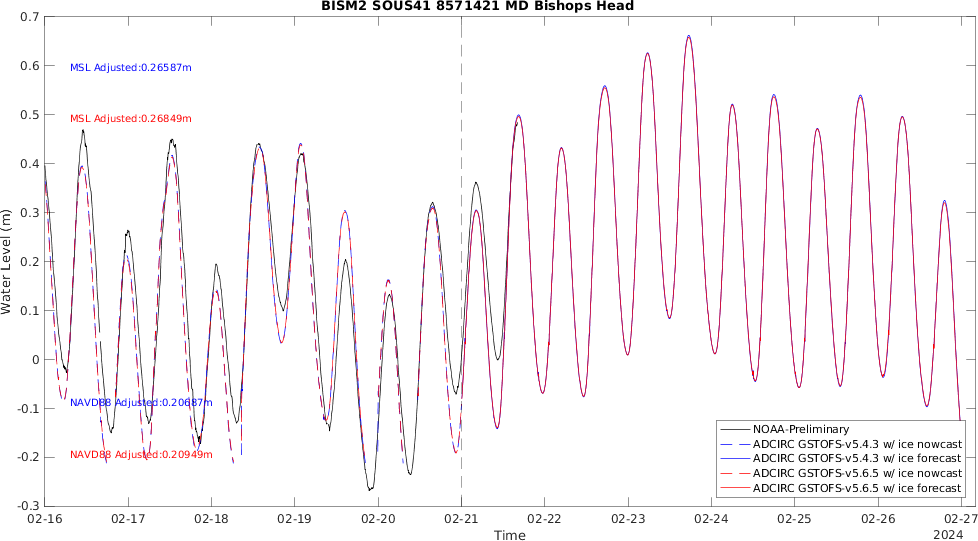 BISM2 SOUS41 8571421 MD Bishops Head
0.7
0.6
0.5
0.4
0.3
0.2
0.1
0
-0.1
-0.2
-0.3
Water Level (m)
MSL Adjusted:0.26587m
MSL Adjusted:0.26849m
NAVD88 Adjusted:0.20687m
NAVD88 Adjusted:0.20949m
NOAA-Preliminary
ADCIRC GSTOFS-v5.4.3 w/ ice nowcast
ADCIRC GSTOFS-v5.4.3 w/ ice forecast
ADCIRC GSTOFS-v5.6.5 w/ ice nowcast
ADCIRC GSTOFS-v5.6.5 w/ ice forecast
02-16 02-17 02-18 02-19 02-20 02-21 02-22 02-23 02-24 02-25 02-26 02-27
Time
2024